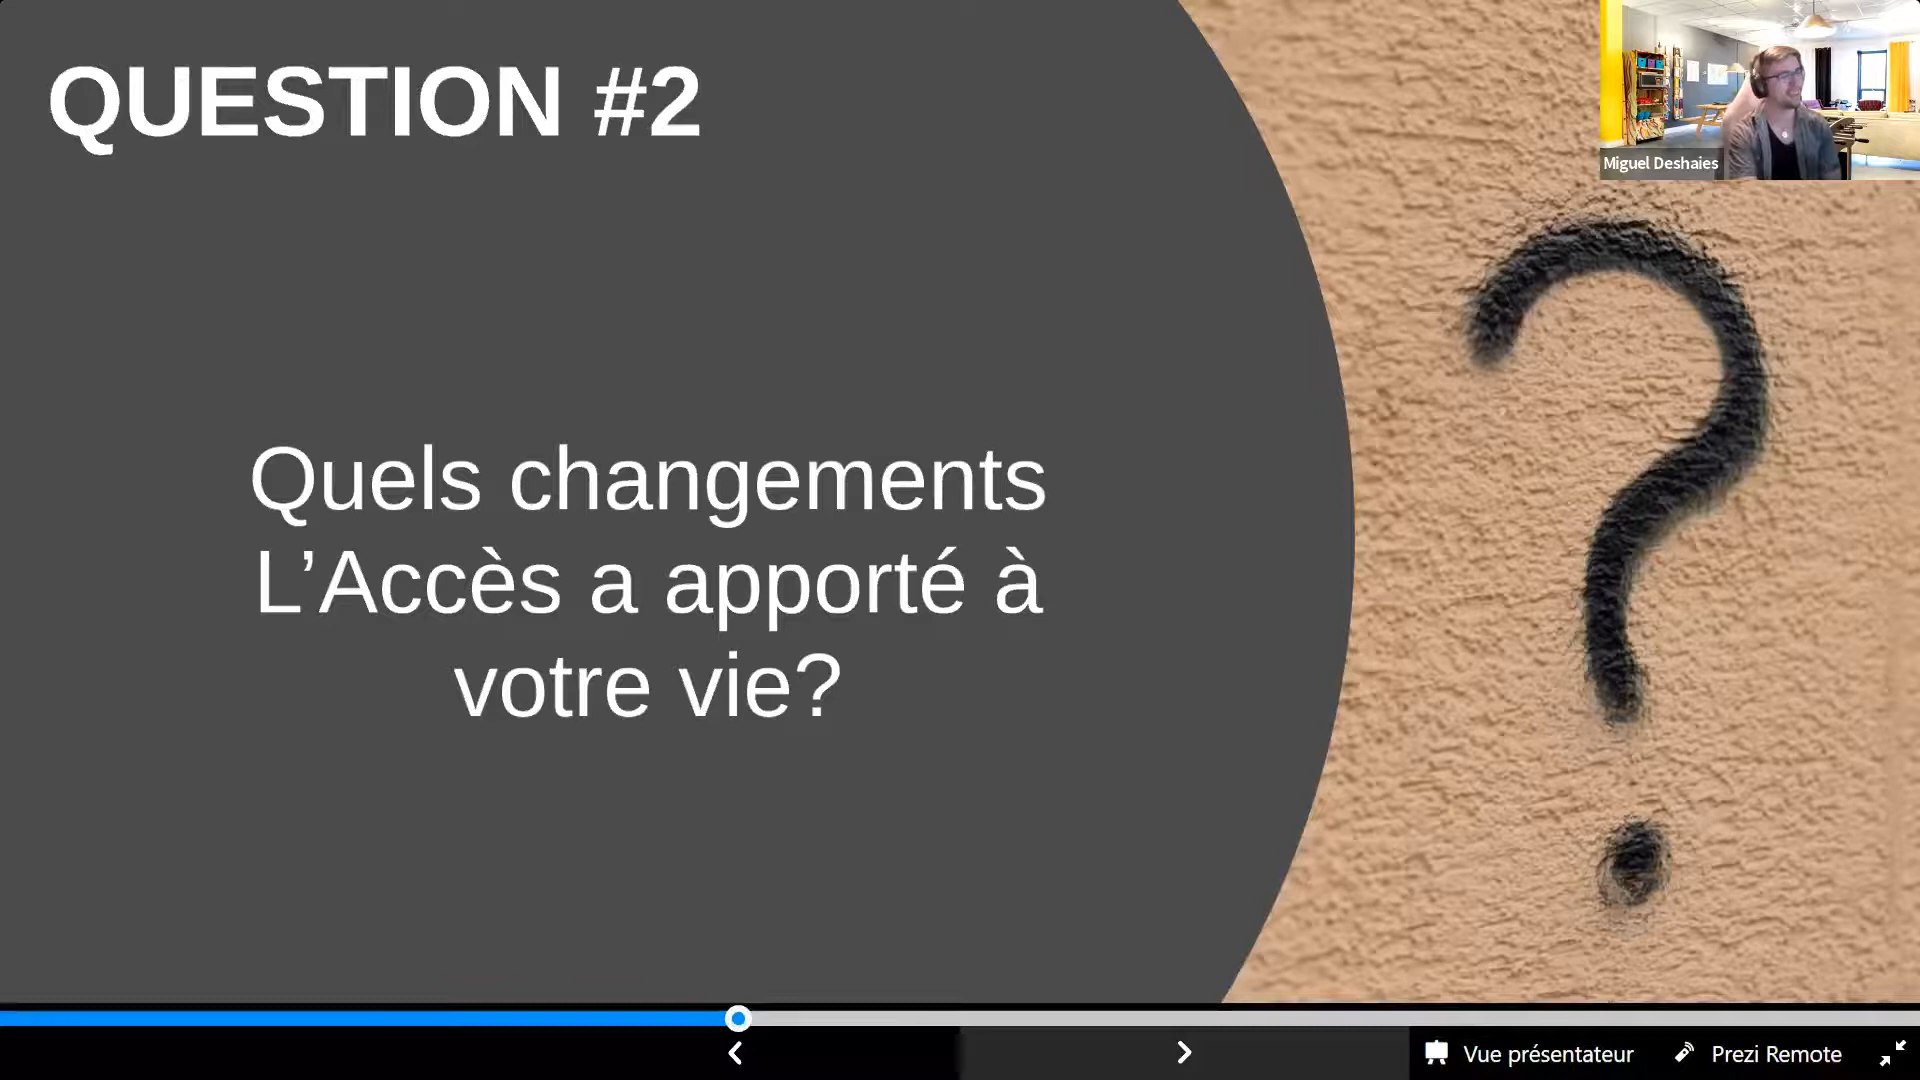 QUESTION #2
Miguel Deshaies
Quels changements
L’Accès a apporté à
votre vie?
Vue présentateur
Prezi Remote